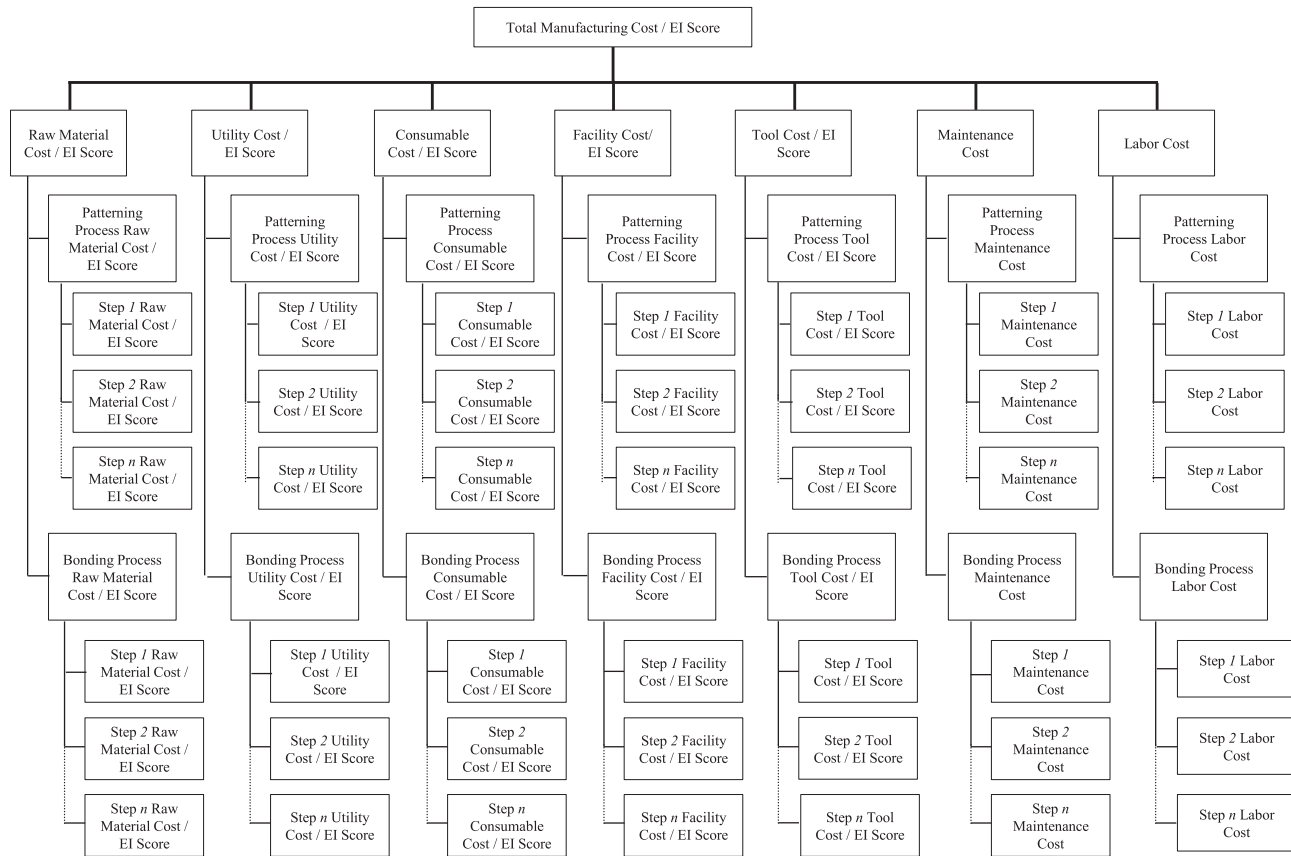 Total Manufacturing Cost / EI Score
Raw Material
Cost / EI Score
Utility Cost /
EI Score
Consumable
Cost / EI Score
Facility Cost/
EI Score
Tool Cost / EI
Score
Maintenance
Cost
Labor Cost
Patterning
Process Raw
Material Cost /
EI Score
Patterning
Process Utility
Cost / EI Score
Patterning
Process
Consumable
Cost / EI Score
Patterning
Process Facility
Cost / EI Score
Patterning
Process Tool
Cost / EI Score
Patterning
Process
Maintenance
Cost
Patterning
Process Labor
Cost
Step 1 Raw
Material Cost /
EI Score
Step 1 Utility
Cost / EI
Score
Step 1
Consumable
Cost / EI Score
Step 1 Facility
Cost / EI Score
Step 1 Tool
Cost / EI Score
Step 1
Maintenance
Cost
Step 1 Labor
Cost
Step 2 Raw
Material Cost /
EI Score
Step 2 Utility
Cost / EI Score
Step 2
Consumable
Cost / EI Score
Step 2 Facility
Cost / EI Score
Step 2 Tool
Cost / EI Score
Step 2
Maintenance
Cost
Step 2 Labor
Cost
Step n Raw
Material Cost /
EI Score
Step n Utility
Cost / EI Score
Step n
Consumable
Cost / EI Score
Step n Facility
Cost / EI Score
Step n Tool
Cost / EI Score
Step n
Maintenance
Cost
Step n Labor
Cost
Bonding Process
Raw Material
Cost / EI Score
Bonding Process
Utility Cost / EI
Score
Bonding Process
Consumable
Cost / EI Score
Bonding Process
Facility Cost / EI
Score
Bonding Process
Tool Cost / EI
Score
Bonding Process
Maintenance
Cost
Bonding Process
Labor Cost
Step 1 Raw
Material Cost /
EI Score
Step 1 Utility
Cost / EI
Score
Step 1
Consumable
Cost / EI Score
Step 1 Facility
Cost / EI Score
Step 1 Tool
Cost / EI Score
Step 1
Maintenance
Cost
Step 1 Labor
Cost
Step 2 Raw
Material Cost /
EI Score
Step 2 Utility
Cost / EI Score
Step 2
Consumable
Cost / EI Score
Step 2 Facility
Cost / EI Score
Step 2 Tool
Cost / EI Score
Step 2
Maintenance
Cost
Step 2 Labor
Cost
Step n Raw
Material Cost /
EI Score
Step n Utility
Cost / EI Score
Step n
Consumable
Cost / EI Score
Step n Facility
Cost / EI Score
Step n Tool
Cost / EI Score
Step n
Maintenance
Cost
Step n Labor
Cost